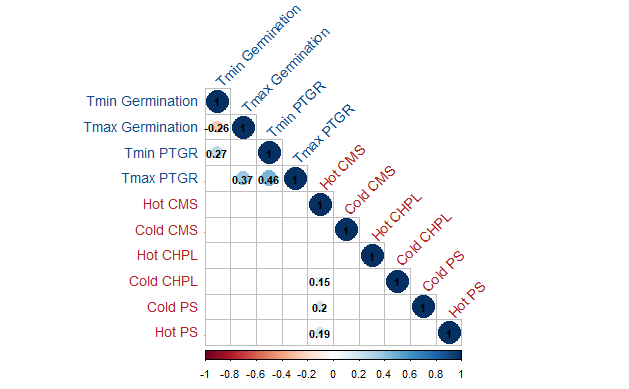 Tmin Germination
Tmax Germination
Tmin PTGR
Tmax PTGR
Hot CMS
Cold CMS
Hot CHPL
Cold CHPL
Cold PS
Hot PS
Tmin Germination 1
Tmax Germination -0.26 1
Tmin PTGR 0.27 1
Tmax PTGR 0.37 0.46 1
Hot CMS 1
Cold CMS 1
Hot CHPL 1
Cold CHPL 0.15 1
Cold PS 0.2 1
Hot PS 0.19 1
-1 -0.8 -0.6 -0.4 -0.2 0 0.2 0.4 0.6 0.8 1